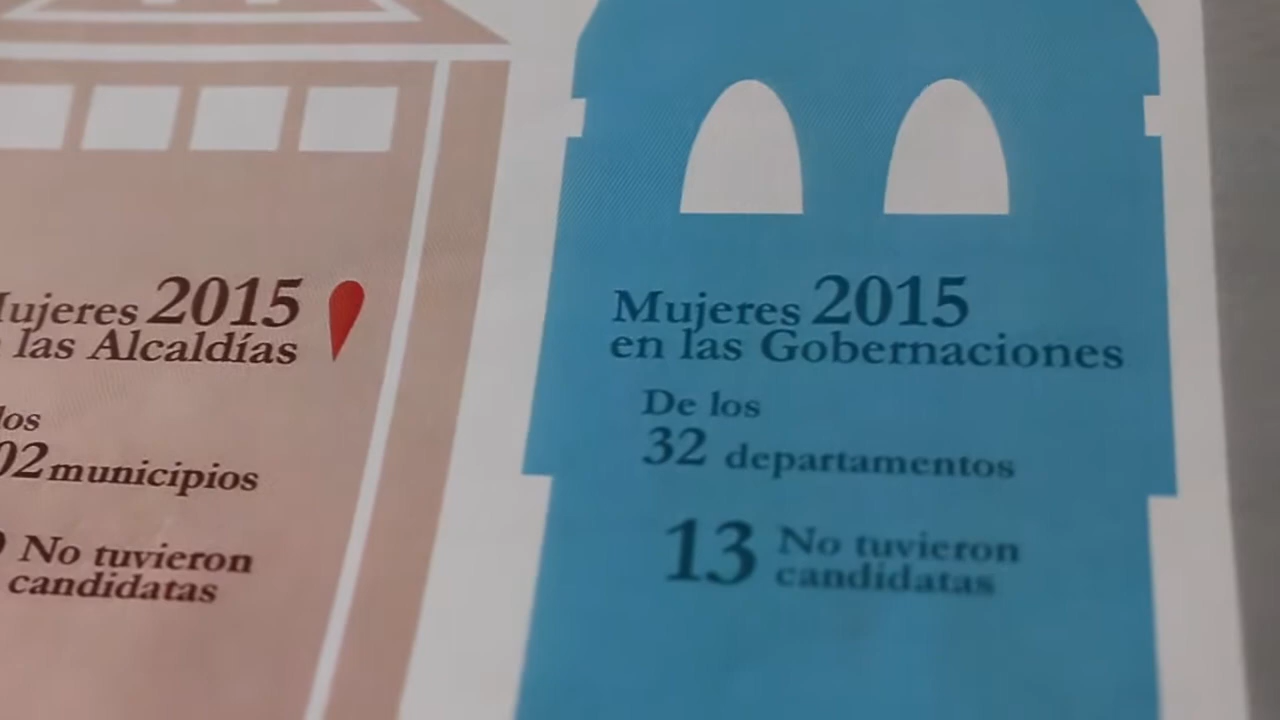 Mujeres 2015
las Alcaldías
los
02 municipios
No tuvieron
candidatas
Mujeres 2015
en las Gobernaciones
De los
32 departamentos
13 No tuvieron
candidatas